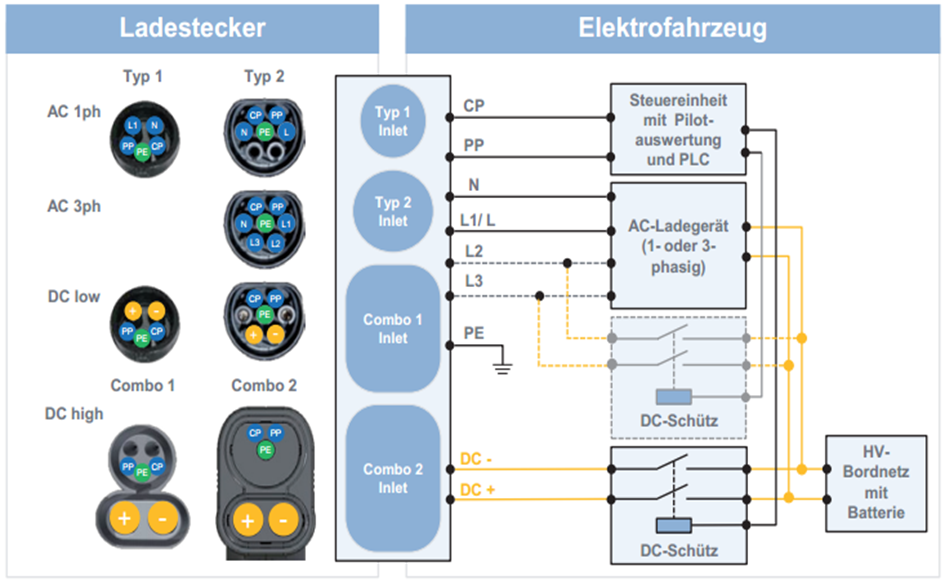 Ladestecker
Elektrofahrzeug
Typ 1
Typ 2
AC 1ph
L1
N
PP
PE
CP
CP
PP
N
PE
L
AC 3ph
CP
PP
N
PE
L1
L3
L2
DC low
+
-
PP
PE
CP
CP
PP
PE
+
-
Combo 1
Combo 2
DC high
PP
PE
CP
+
-
CP
PP
PE
+
-
Typ 1
Inlet
Typ 2
Inlet
Combo 1
Inlet
Combo 2
Inlet
CP
PP
N
L1/ L
L2
L3
PE
DC -
DC +
Steuereinheit
mit Pilot-
auswertung
und PLC
AC-Ladegerät
(1- oder 3-
phasig)
DC-Schütz
DC-Schütz
HV-
Bordnetz
mit
Batterie